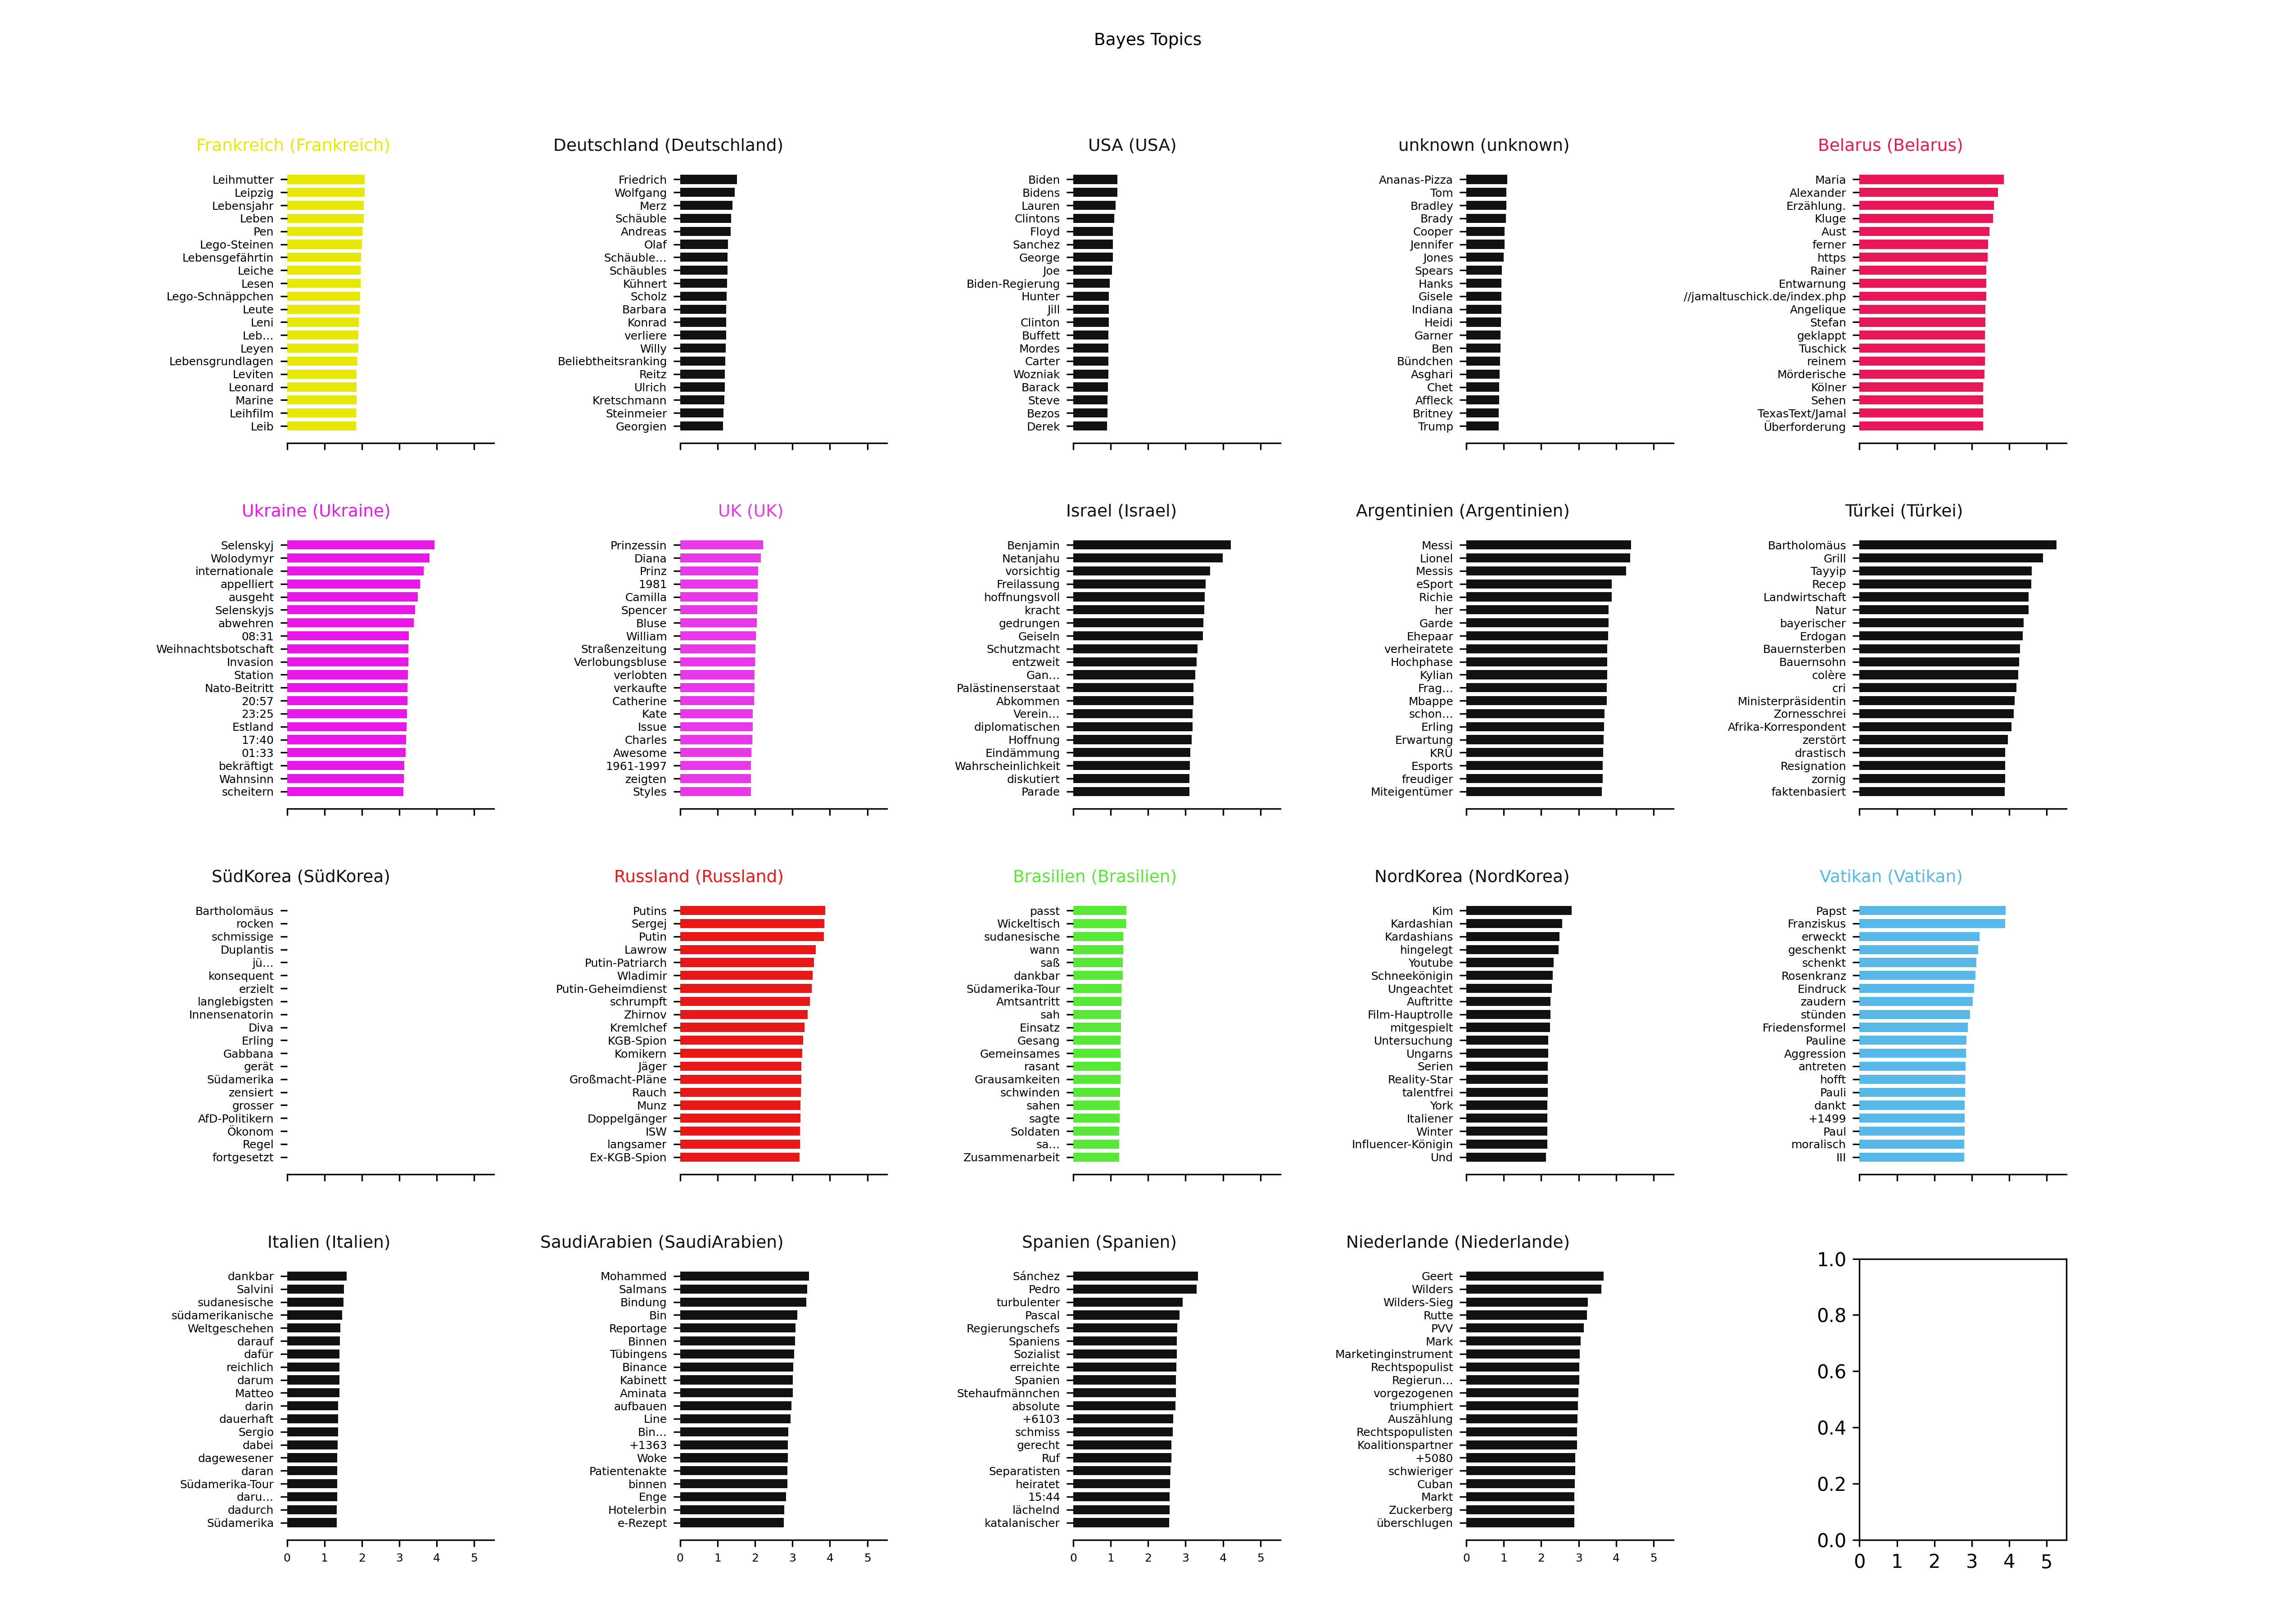 Bayes Topics
Frankreich (Frankreich)
Leihmutter
Leipzig
Lebensjahr
Leben
Pen
Lego-Steinen
Lebensgefährtin
Leiche
Lesen
Lego-Schnäppchen
Leute
Leni
Leb...
Leyen
Lebensgrundlagen
Leviten
Leonard
Marine
Leihfilm
Leib
Deutschland (Deutschland)
Friedrich
Wolfgang
Merz
Schäuble
Andreas
Olaf
Schäuble...
Schäubles
Kühnert
Scholz
Barbara
Konrad
verliere
Willy
Beliebtheitsranking
Reitz
Ulrich
Kretschmann
Steinmeier
Georgien
USA (USA)
Biden
Bidens
Lauren
Clintons
Floyd
Sanchez
George
Joe
Biden-Regierung
Hunter
Jill
Clinton
Buffett
Mordes
Carter
Wozniak
Barack
Steve
Bezos
Derek
unknown (unknown)
Ananas-Pizza
Tom
Bradley
Brady
Cooper
Jennifer
Jones
Spears
Hanks
Gisele
Indiana
Heidi
Garner
Ben
Bündchen
Asghari
Chet
Affleck
Britney
Trump
Belarus (Belarus)
Maria
Alexander
Erzählung.
Kluge
Aust
ferner
https
Rainer
Entwarnung
//jamaltuschick.de/index.php
Angelique
Stefan
geklappt
Tuschick
reinem
Mörderische
Kölner
Sehen
TexasText/Jamal
Überforderung
Ukraine (Ukraine)
Selenskyj
Wolodymyr
internationale
appelliert
ausgeht
Selenskyjs
abwehren
08:31
Weihnachtsbotschaft
Invasion
Station
Nato-Beitritt
20:57
23:25
Estland
17:40
01:33
bekräftigt
Wahnsinn
scheitern
UK (UK)
Prinzessin
Diana
Prinz
1981
Camilla
Spencer
Bluse
William
Straßenzeitung
Verlobungsbluse
verlobten
verkaufte
Catherine
Kate
Issue
Charles
Awesome
1961-1997
zeigten
Styles
Israel (Israel)
Benjamin
Netanjahu
vorsichtig
Freilassung
hoffnungsvoll
kracht
gedrungen
Geiseln
Schutzmacht
entzweit
Gan...
Palästinenserstaat
Abkommen
Verein...
diplomatischen
Hoffnung
Eindämmung
Wahrscheinlichkeit
diskutiert
Parade
Argentinien (Argentinien)
Messi
Lionel
Messis
eSport
Richie
her
Garde
Ehepaar
verheiratete
Hochphase
Kylian
Frag...
Mbappe
schon...
Erling
Erwartung
KRÜ
Esports
freudiger
Miteigentümer
Türkei (Türkei)
Bartholomäus
Grill
Tayyip
Recep
Landwirtschaft
Natur
bayerischer
Erdogan
Bauernsterben
Bauernsohn
colère
cri
Ministerpräsidentin
Zornesschrei
Afrika-Korrespondent
zerstört
drastisch
Resignation
zornig
faktenbasiert
SüdKorea (SüdKorea)
Bartholomäus
rocken
schmissige
Duplantis
jü...
konsequent
erzielt
langlebigsten
Innensenatorin
Diva
Erling
Gabbana
gerät
Südamerika
zensiert
grosser
AfD-Politikern
Ökonom
Regel
fortgesetzt
Russland (Russland)
Putins
Sergej
Putin
Lawrow
Putin-Patriarch
Wladimir
Putin-Geheimdienst
schrumpft
Zhirnov
Kremlchef
KGB-Spion
Komikern
Jäger
Großmacht-Pläne
Rauch
Munz
Doppelgänger
ISW
langsamer
Ex-KGB-Spion
Brasilien (Brasilien)
passt
Wickeltisch
sudanesische
wann
saß
dankbar
Südamerika-Tour
Amtsantritt
sah
Einsatz
Gesang
Gemeinsames
rasant
Grausamkeiten
schwinden
sahen
sagte
Soldaten
sa...
Zusammenarbeit
NordKorea (NordKorea)
Kim
Kardashian
Kardashians
hingelegt
Youtube
Schneekönigin
Ungeachtet
Auftritte
Film-Hauptrolle
mitgespielt
Untersuchung
Ungarns
Serien
Reality-Star
talentfrei
York
Italiener
Winter
Influencer-Königin
Und
Vatikan (Vatikan)
Papst
Franziskus
erweckt
geschenkt
schenkt
Rosenkranz
Eindruck
zaudern
stünden
Friedensformel
Pauline
Aggression
antreten
hofft
Pauli
dankt
+1499
Paul
moralisch
III
Italien (Italien)
dankbar
Salvini
sudanesische
südamerikanische
Weltgeschehen
darauf
dafür
reichlich
darum
Matteo
darin
dauerhaft
Sergio
dabei
dagewesener
daran
Südamerika-Tour
daru...
dadurch
Südamerika
0 1 2 3 4 5
SaudiArabien (SaudiArabien)
Mohammed
Salmans
Bindung
Bin
Reportage
Binnen
Tübingens
Binance
Kabinett
Aminata
aufbauen
Line
Bin...
+1363
Woke
Patientenakte
binnen
Enge
Hotelerbin
e-Rezept
0 1 2 3 4 5
Spanien (Spanien)
Sánchez
Pedro
turbulenter
Pascal
Regierungschefs
Spaniens
Sozialist
erreichte
Spanien
Stehaufmännchen
absolute
+6103
schmiss
gerecht
Ruf
Separatisten
heiratet
15:44
lächelnd
katalanischer
0 1 2 3 4 5
Niederlande (Niederlande)
Geert
Wilders
Wilders-Sieg
Rutte
PVV
Mark
Marketinginstrument
Rechtspopulist
Regierun...
vorgezogenen
triumphiert
Auszählung
Rechtspopulisten
Koalitionspartner
+5080
schwieriger
Cuban
Markt
Zuckerberg
überschlugen
0 1 2 3 4 5
1.0
0.8
0.6
0.4
0.2
0.0
0 1 2 3 4 5